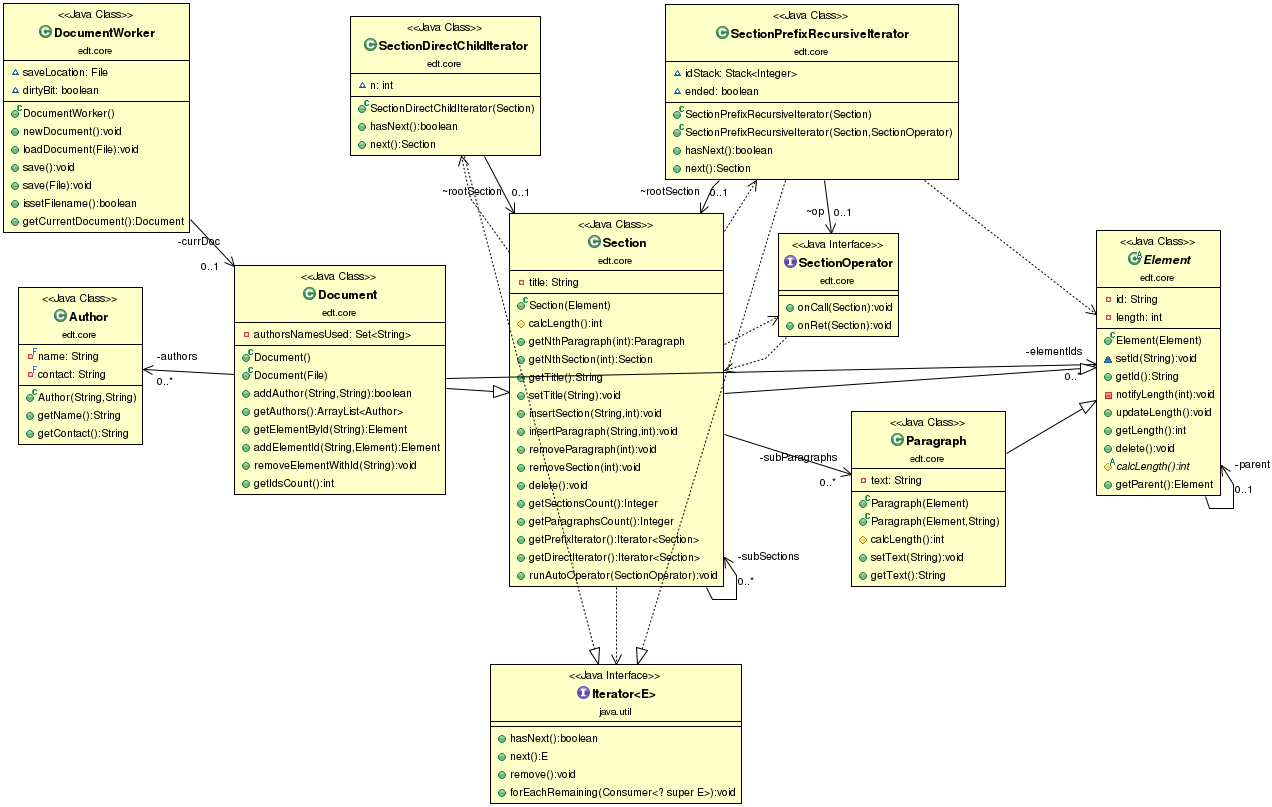 <<Java Class>>
DocumentWorker
edt.core
saveLocation: File
dirtyBit: boolean
DocumentWorker()
newDocument():void
loadDocument(File):void
save():void
save(File):void
issetFilename():boolean
getCurrentDocument():Document
<<Java Class>>
SectionDirectChildIterator
edt.core
n: int
SectionDirectChildIterator(Section)
hasNext():boolean
next():Section
<<Java Class>>
SectionPrefixRecursiveIterator
edt.core
idStack: Stack<Integer>
ended: boolean
SectionPrefixRecursiveIterator(Section)
SectionPrefixRecursiveIterator(Section,SectionOperator)
hasNext():boolean
next():Section
~rootSection
0..1
~rootSection
0..1
~op
0..1
-currDoc
0..1
<<Java Class>>
Author
edt.core
name: String
contact: String
Author(String,String)
getName():String
getContact():String
-authors
0..*
<<Java Class>>
Document
edt.core
authorsNamesUsed: Set<String>
Document()
Document(File)
addAuthor(String,String):boolean
getAuthors():ArrayList<Author>
getElementById(String):Element
addElementId(String,Element):Element
removeElementWithId(String):void
getIdsCount():int
<<Java Class>>
Section
edt.core
title: String
Section(Element)
calcLength():int
getNthParagraph(int):Paragraph
getNthSection(int):Section
getTitle():String
setTitle(String):void
insertSection(String,int):void
insertParagraph(String,int):void
removeParagraph(int):void
removeSection(int):void
delete():void
getSectionsCount():Integer
getParagraphsCount():Integer
getPrefixIterator():Iterator<Section>
getDirectIterator():Iterator<Section>
runAutoOperator(SectionOperator):void
<<Java Interface>>
SectionOperator
edt.core
onCall(Section):void
onRet(Section):void
-elementIds
0..*
-subParagraphs
0..*
-subSections
0..*
<<Java Class>>
Paragraph
edt.core
text: String
Paragraph(Element)
Paragraph(Element,String)
calcLength():int
setText(String):void
getText():String
<<Java Class>>
Element
edt.core
id: String
length: int
Element(Element)
setId(String):void
getId():String
notifyLength(int):void
updateLength():void
getLength():int
delete():void
calcLength():int
getParent():Element
-parent
0..1
<<Java Interface>>
Iterator<E>
java.util
hasNext():boolean
next():E
remove():void
forEachRemaining(Consumer<? super E>):void